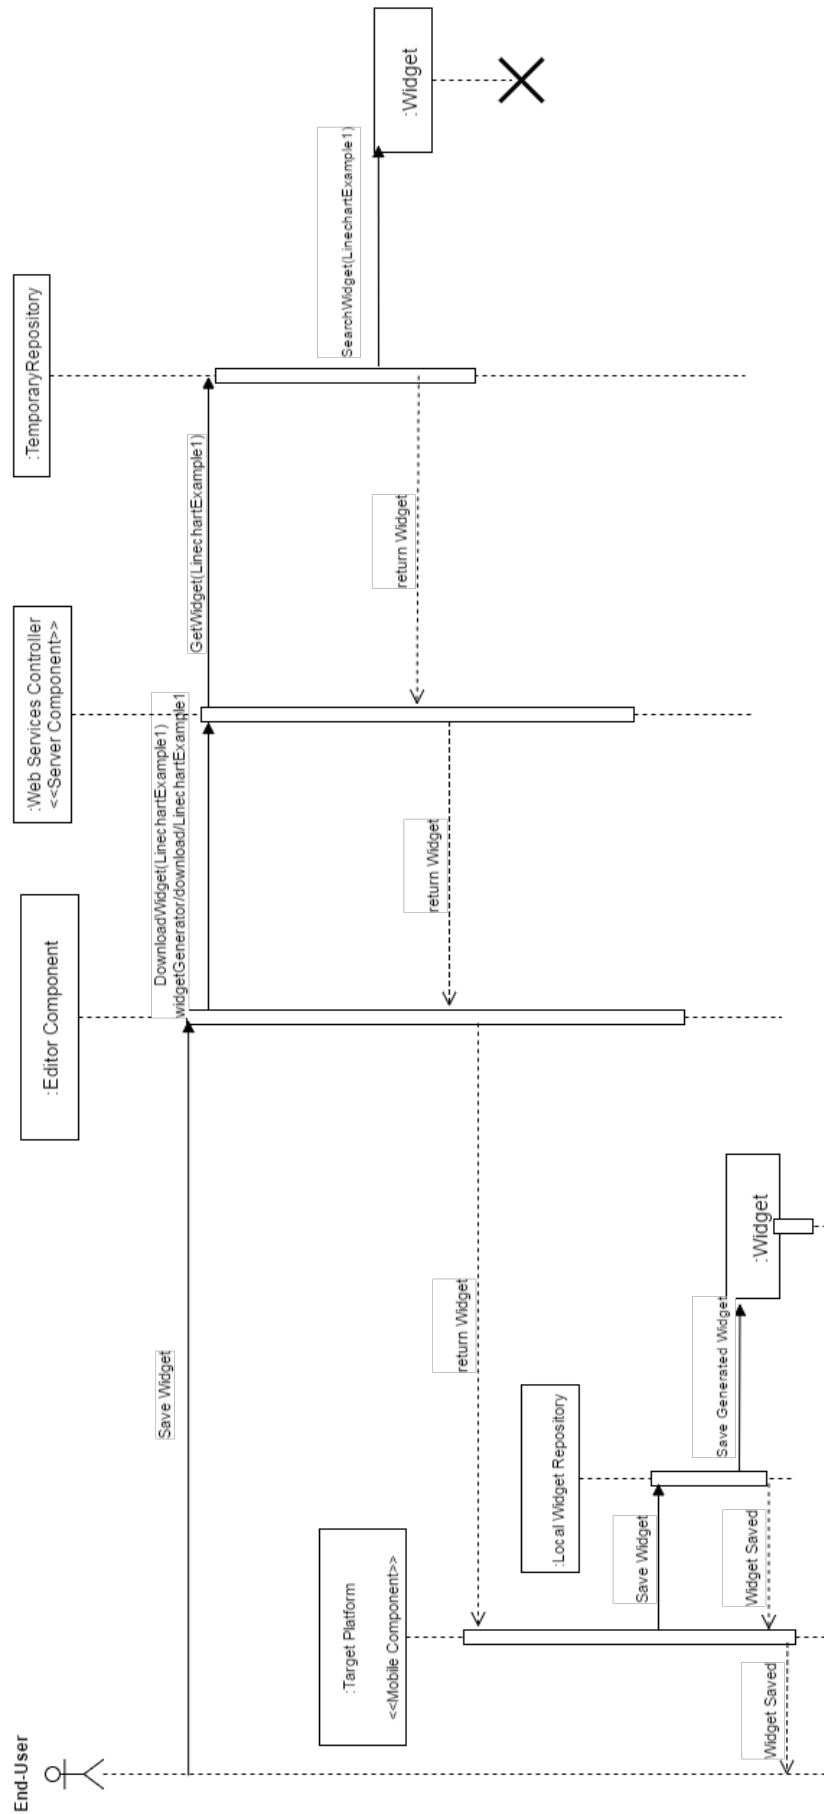 End-User
:Target Platform
<<Mobile Component>>
:Local Widget Repository
:Widget
:Editor Component
:Web Services Controller
<<Server Component>>
:TemporaryRepository
:Widget
Save Widget
DownloadWidget(LinechartExample1)
widgetGenerator/download/LinechartExample1
GetWidget(LinechartExample1)
SearchWidget(LinechartExample1)
return Widget
return Widget
return Widget
Save Widget
Save Generated Widget
Widget Saved
Widget Saved